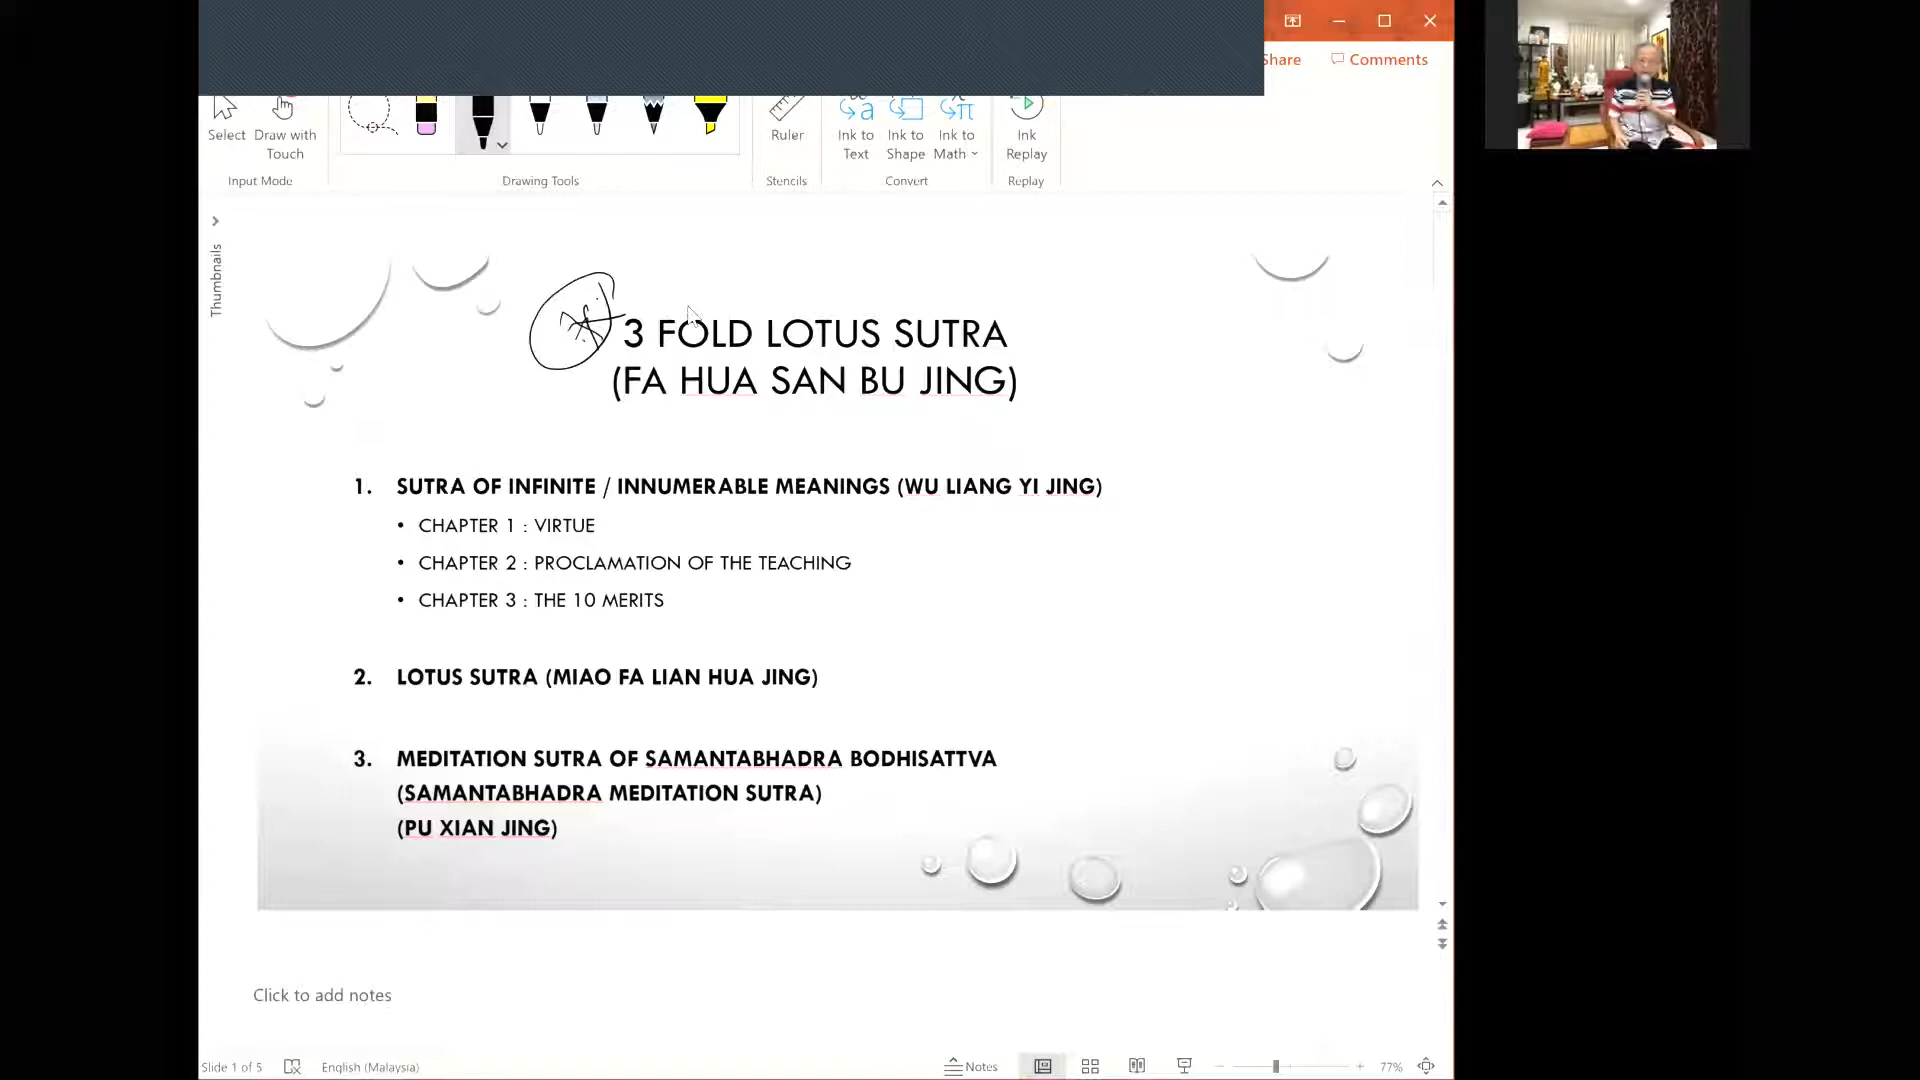 Share
Comments
Select
Draw with
Touch
Ruler
Ink to
Text
Ink to
Shape
Ink to
Math
Ink
Replay
Input Mode
Drawing Tools
Stencils
Convert
Replay
Thumbnails
3 FOLD LOTUS SUTRA
(FA HUA SAN BU JING)
1. SUTRA OF INFINITE / INNUMERABLE MEANINGS (WU LIANG YI JING)
• CHAPTER 1 : VIRTUE
• CHAPTER 2 : PROCLAMATION OF THE TEACHING
• CHAPTER 3 : THE 10 MERITS
2. LOTUS SUTRA (MIAO FA LIAN HUA JING)
3. MEDITATION SUTRA OF SAMANTABHADRA BODHISATTVA
(SAMANTABHADRA MEDITATION SUTRA)
(PU XIAN JING)
Click to add notes
Slide 1 of 5
English (Malaysia)
Notes
77%